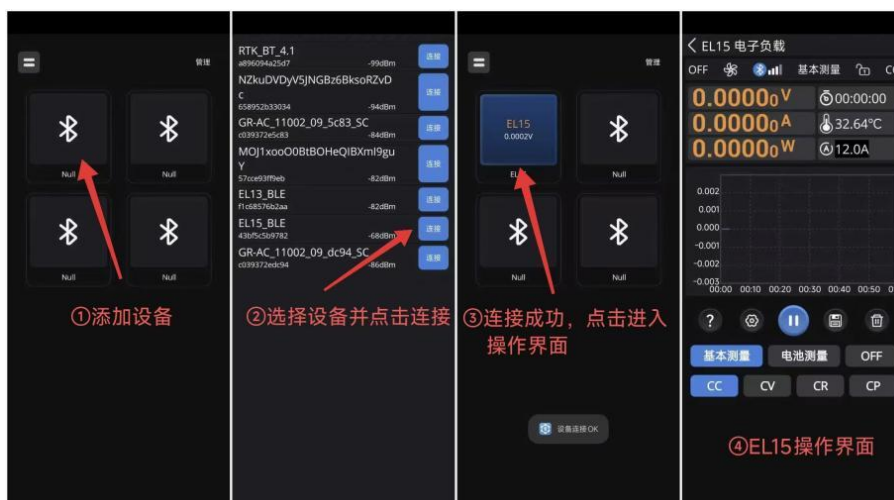 管理
Null
Null
Null
Null
①添加设备
RTK_BT_4.1
a896094a25d7 -99dBm
连接
NZkuDVDyV5JNGBz6BksoRZvD
c
658952b33034 -94dBm
连接
GR-AC_11002_09_5c83_SC
c039372e5c83 -84dBm
连接
MOJ1xooO0BtBOHeQIBXmI9gu
Y
57cce93ff9eb -82dBm
连接
EL13_BLE
f1c68576b2aa -82dBm
连接
EL15_BLE
43bf5c5b9782 -68dBm
连接
GR-AC_11002_09_dc94_SC
c039372edc94 -86dBm
连接
②选择设备并点击连接
管理
EL15
0.0002V
Null
Null
Null
③连接成功，点击进入
操作界面
设备连接OK
EL15 电子负载
OFF 基本测量
0.00000V 00:00:00
0.00000A 32.64℃
0.00000W 12.0A
0.002
0.001
0.000
-0.001
-0.002
-0.003
00:00 00:10 00:20 00:30 00:40 00:50
?
基本测量 电池测量 OFF
CC CV CR CP
④EL15操作界面